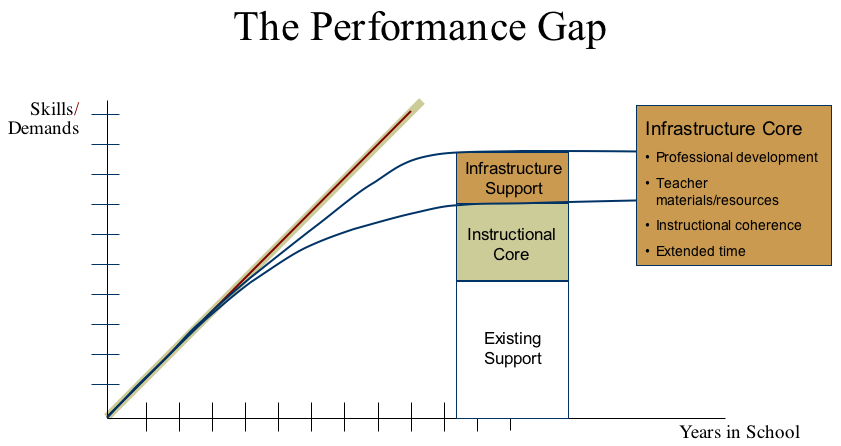 The Performance Gap
Skills/
Demands
Infrastructure
Support
Instructional
Core
Existing
Support
Infrastructure Core
• Professional development
• Teacher
materials/resources
• Instructional coherence
• Extended time
Years in School